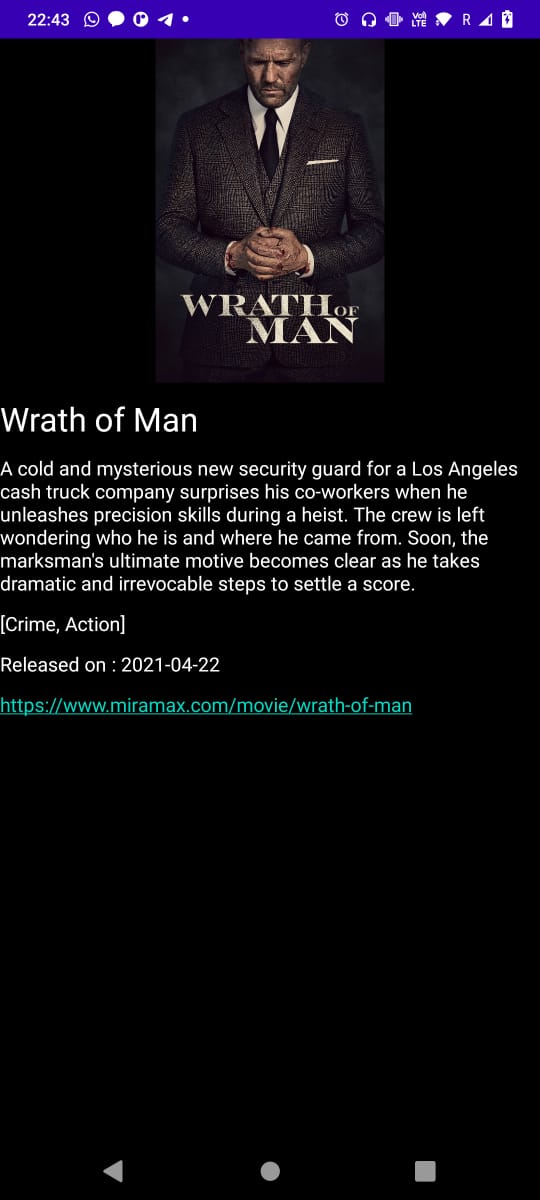 22:43
Vo)
LTE
R
WRATH OF
MAN
Wrath of Man
A cold and mysterious new security guard for a Los Angeles
cash truck company surprises his co-workers when he
unleashes precision skills during a heist. The crew is left
wondering who he is and where he came from. Soon, the
marksman's ultimate motive becomes clear as he takes
dramatic and irrevocable steps to settle a score.
[Crime, Action]
Released on : 2021-04-22
https://www.miramax.com/movie/wrath-of-man